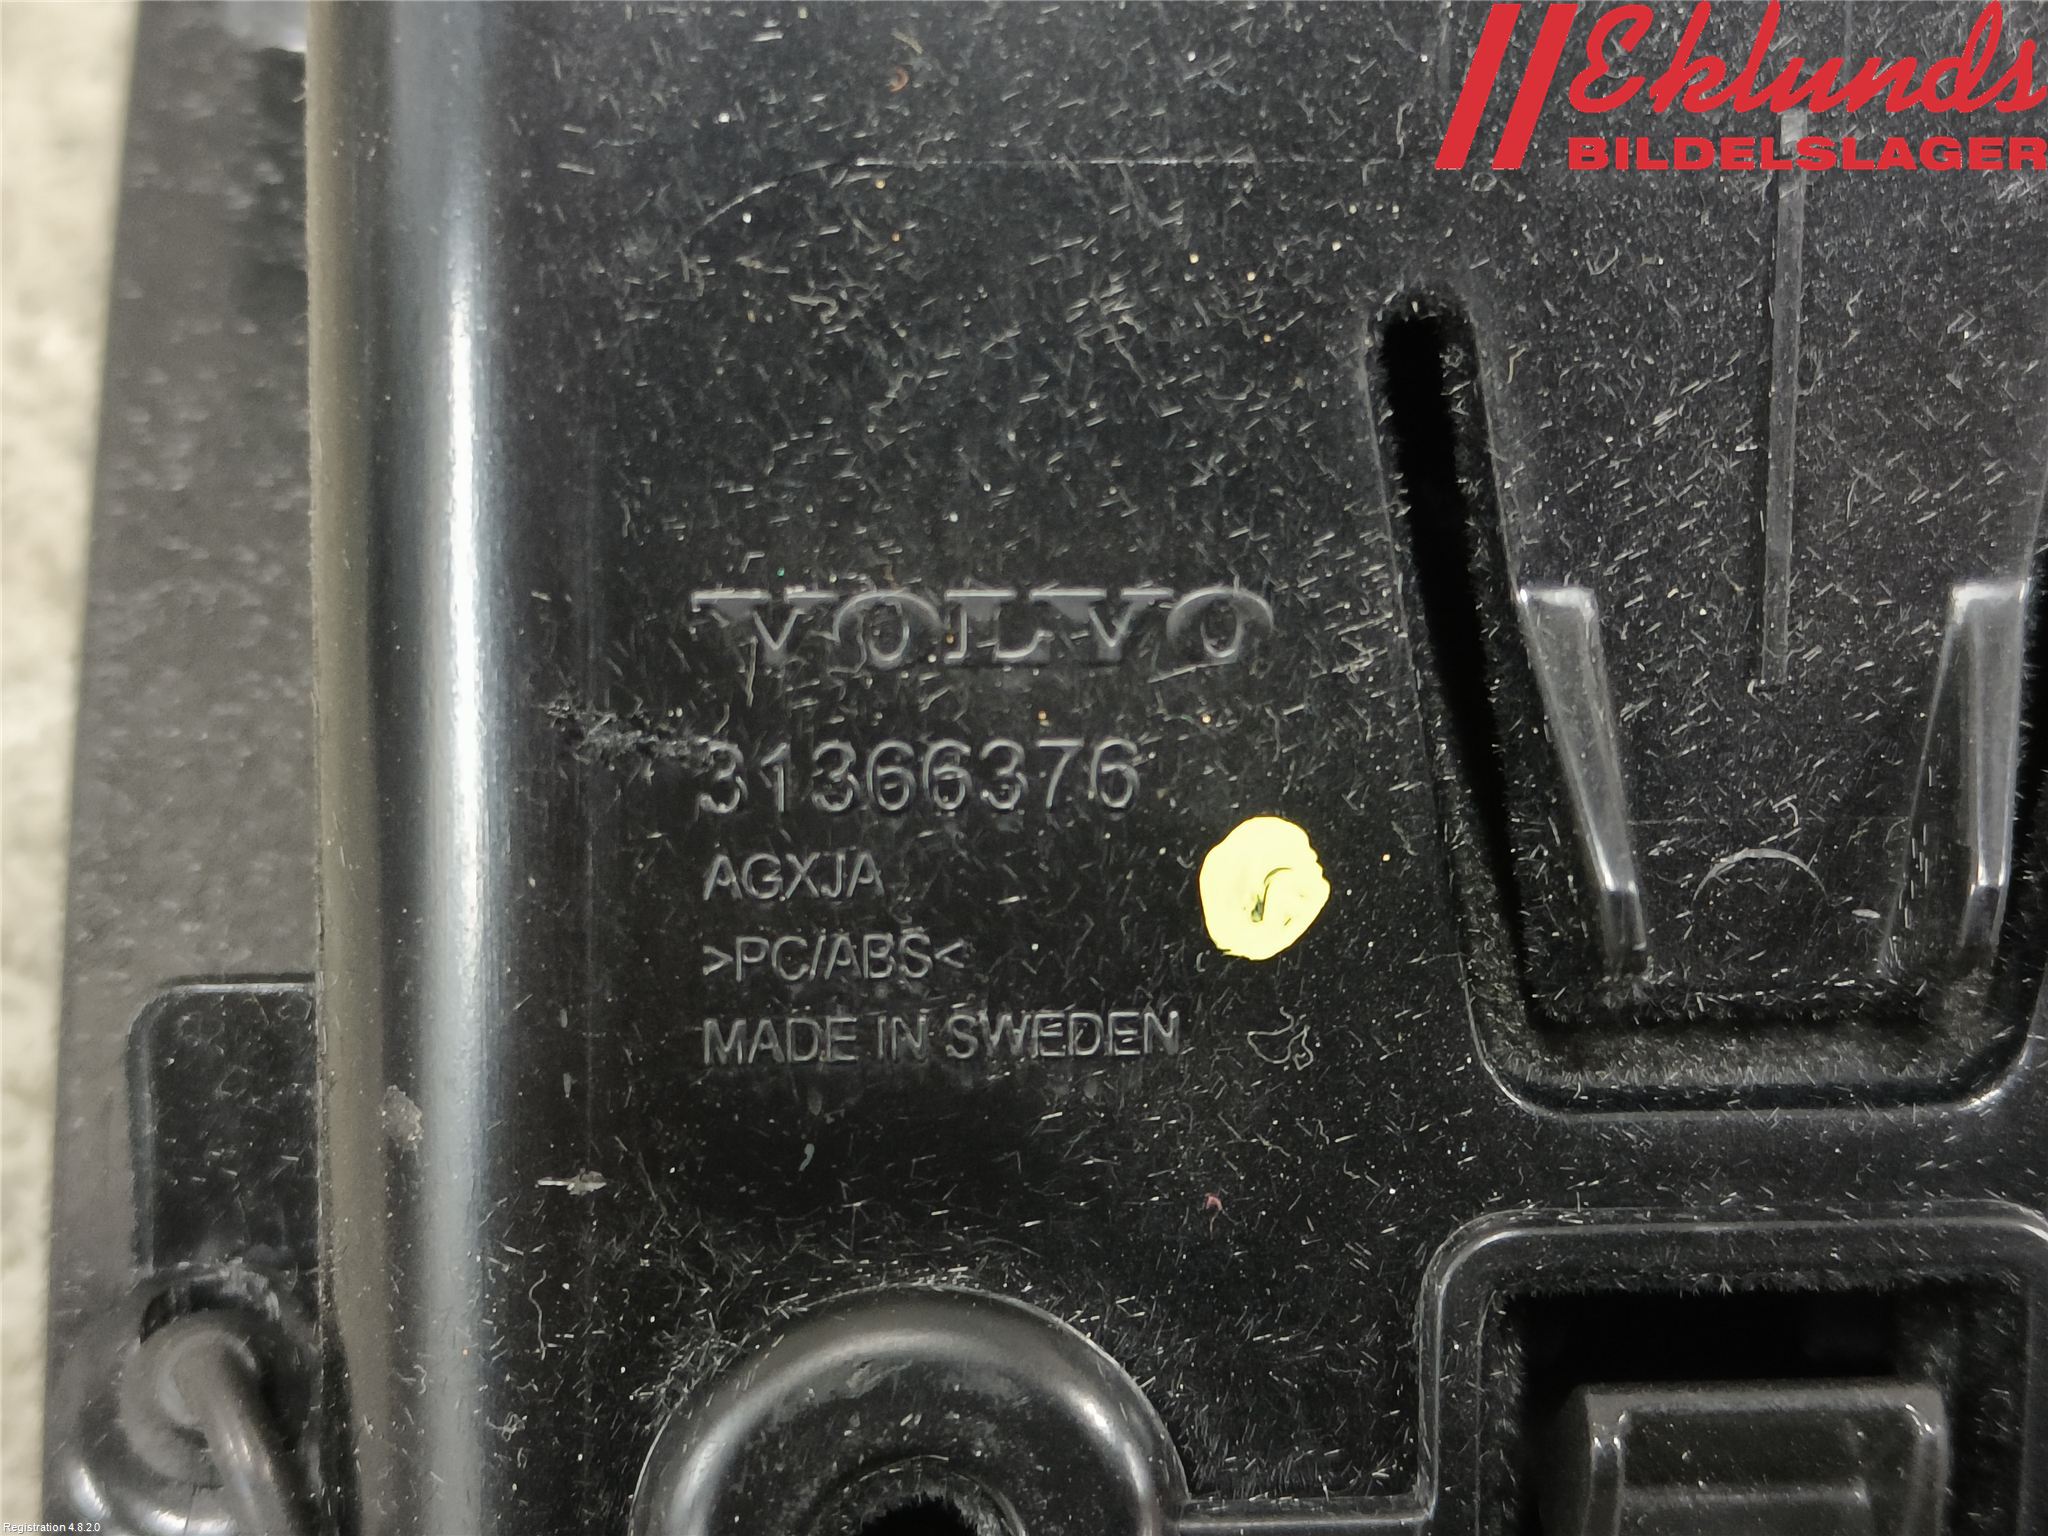 Eklunds
BILDELSLAGER
VOLVO
31366376
AGXJA
>PC/ABS<
MADE IN SWEDEN
Registration 4.8.2.0